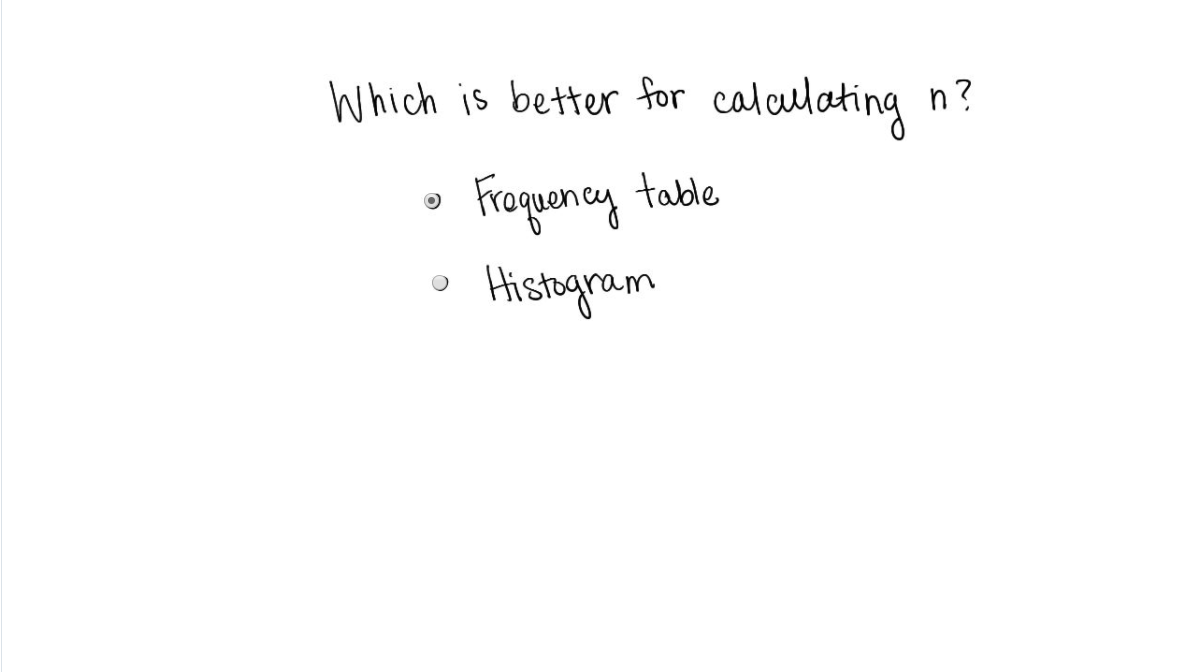 Which is better for calculating n?
Frequency table
Histogram